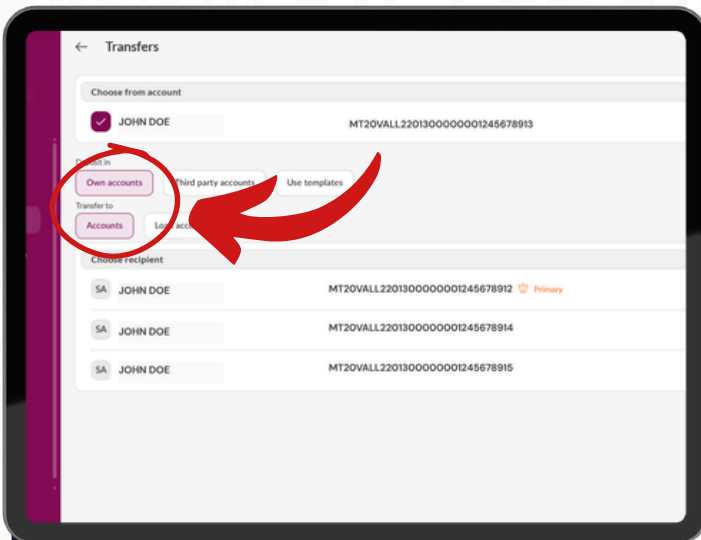 ← Transfers
Choose from account
JOHN DOE MT20VALL22013000000001245678913
in
Own accounts Third party accounts Use templates
Transfer to
Accounts
Choose recipient
SA JOHN DOE MT20VALL22013000000001245678912 Primary
SA JOHN DOE MT20VALL22013000000001245678914
SA JOHN DOE MT20VALL22013000000001245678915